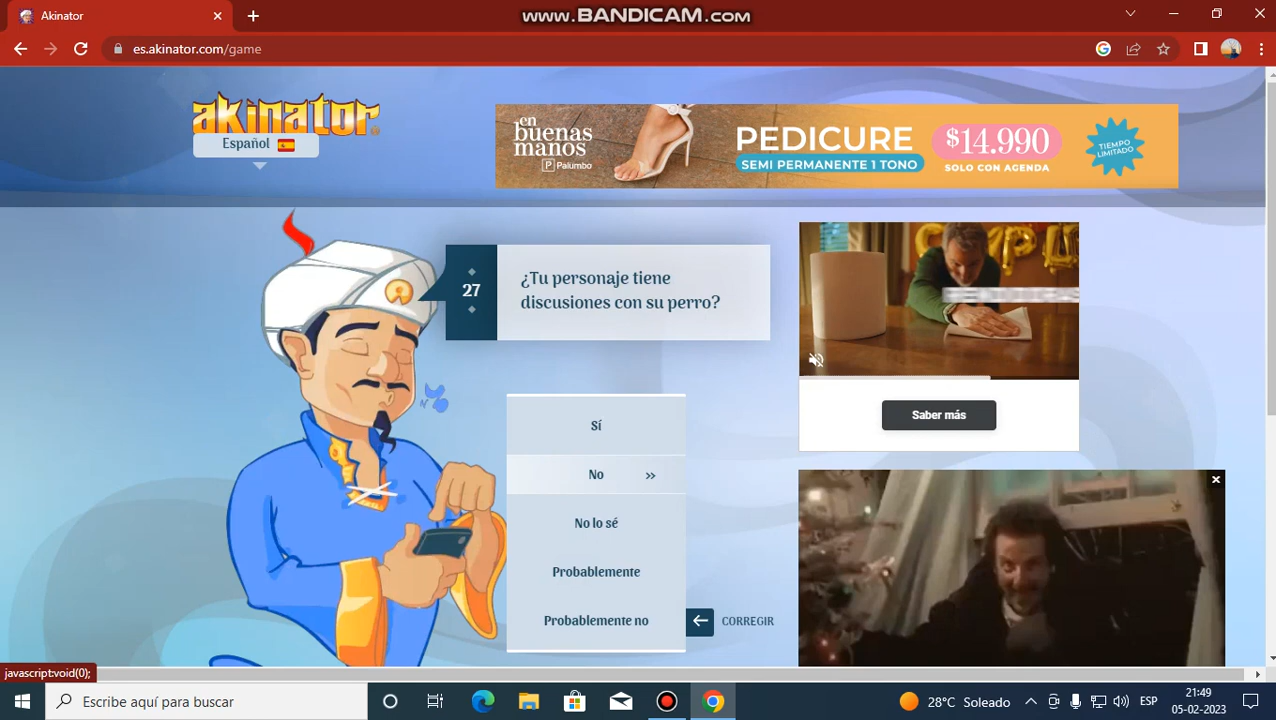 Akinator
www.BANDICAM.com
es.akinator.com/game
akinator
Español
en
buenas
manos
P Palumbo
PEDICURE
SEMI PERMANENTE 1 TONO
$14.990
SOLO CON AGENDA
TIEMPO
LIMITADO
27
¿Tu personaje tiene
discusiones con su perro?
Sí
No >>
No lo sé
Probablemente
Probablemente no
CORREGIR
Saber más
javascript:void(0);
Escribe aquí para buscar
28°C Soleado
ESP
21:49
05-02-2023